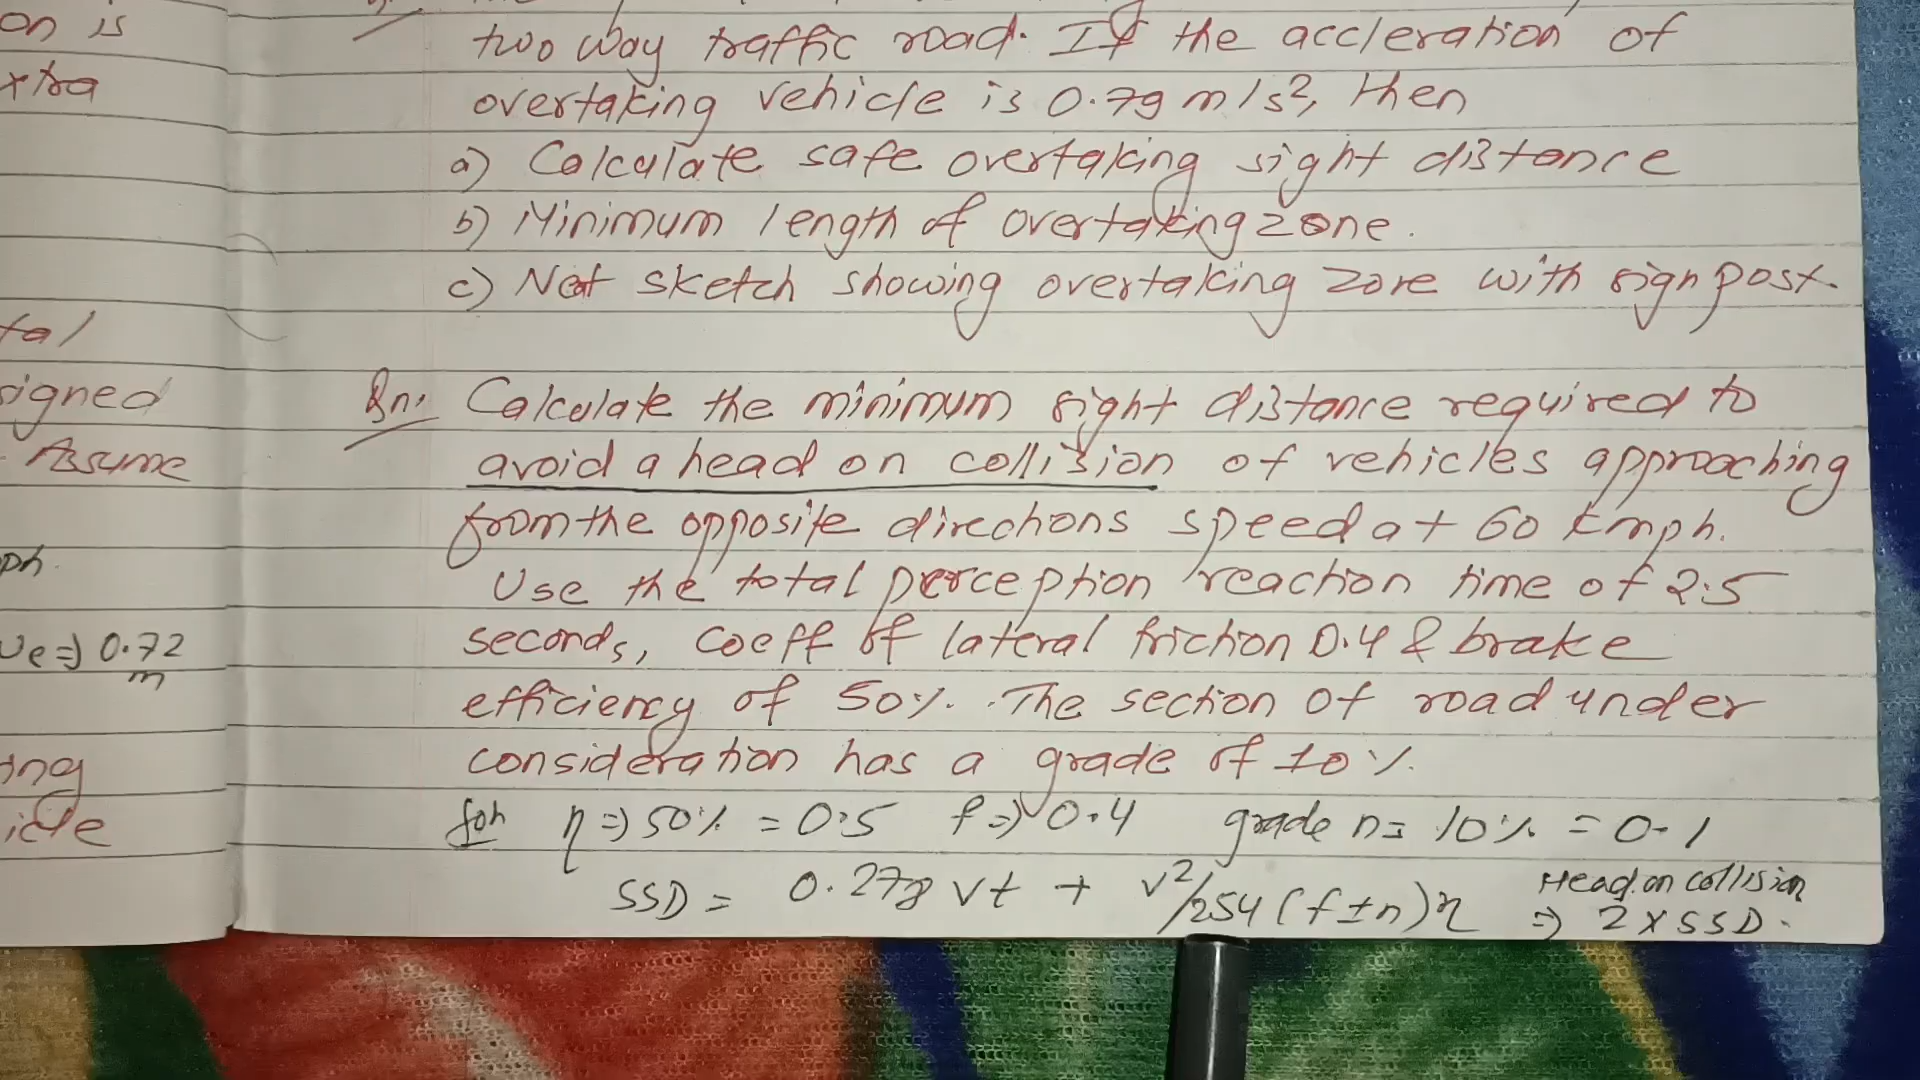 on is
xtra
tal
signed
Assume
ph.
Ue => 0.72
m
ing
icle
two way traffic road. If the accleration of
overtaking vehicle is 0.79 m/s², then
a) Calculate safe overtaking sight distance
b) Minimum length of overtaking zone.
c) Neat sketch showing overtaking zone with sign post.
Qn. Calculate the minimum sight distance required to
avoid a head on collision of vehicles approaching
from the opposite directions speed at 60 kmph.
Use the total perception reaction time of 2.5
seconds, coeff of lateral friction 0.4 & brake
efficiency of 50%. The section of road under
consideration has a grade of 10%.
Soln η => 50% = 0.5 f => 0.4 grade n = 10% = 0.1
SSD = 0.278 vt + v²/254(f±n)η Head on collision
=> 2 x SSD.